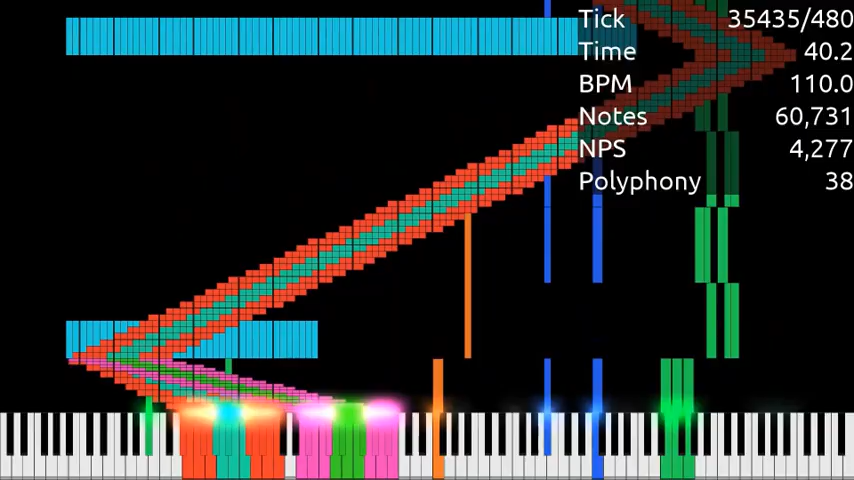 Tick 35435/480
Time 40.2
BPM 110.0
Notes 60,731
NPS 4,277
Polyphony 38